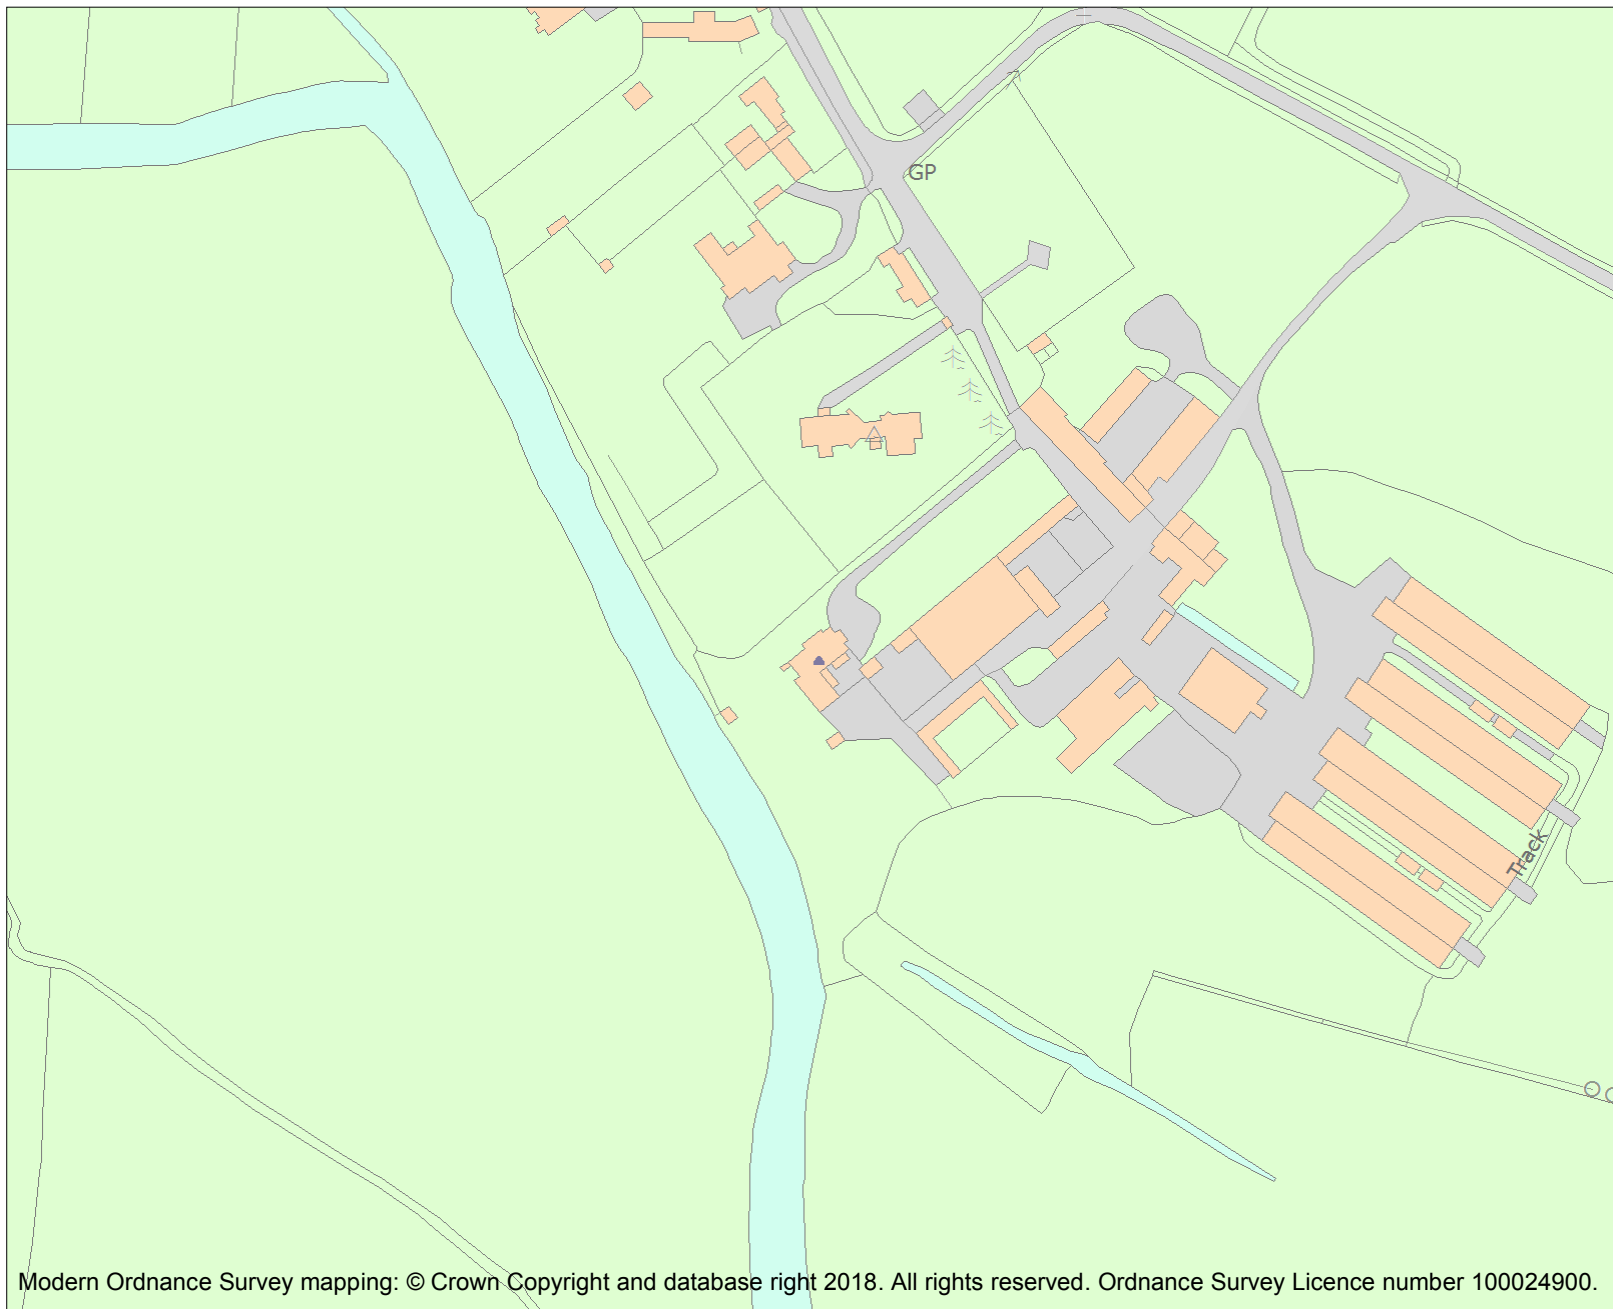 GP
Track
Modern Ordnance Survey mapping: © Crown Copyright and database right 2018. All rights reserved. Ordnance Survey Licence number 100024900.